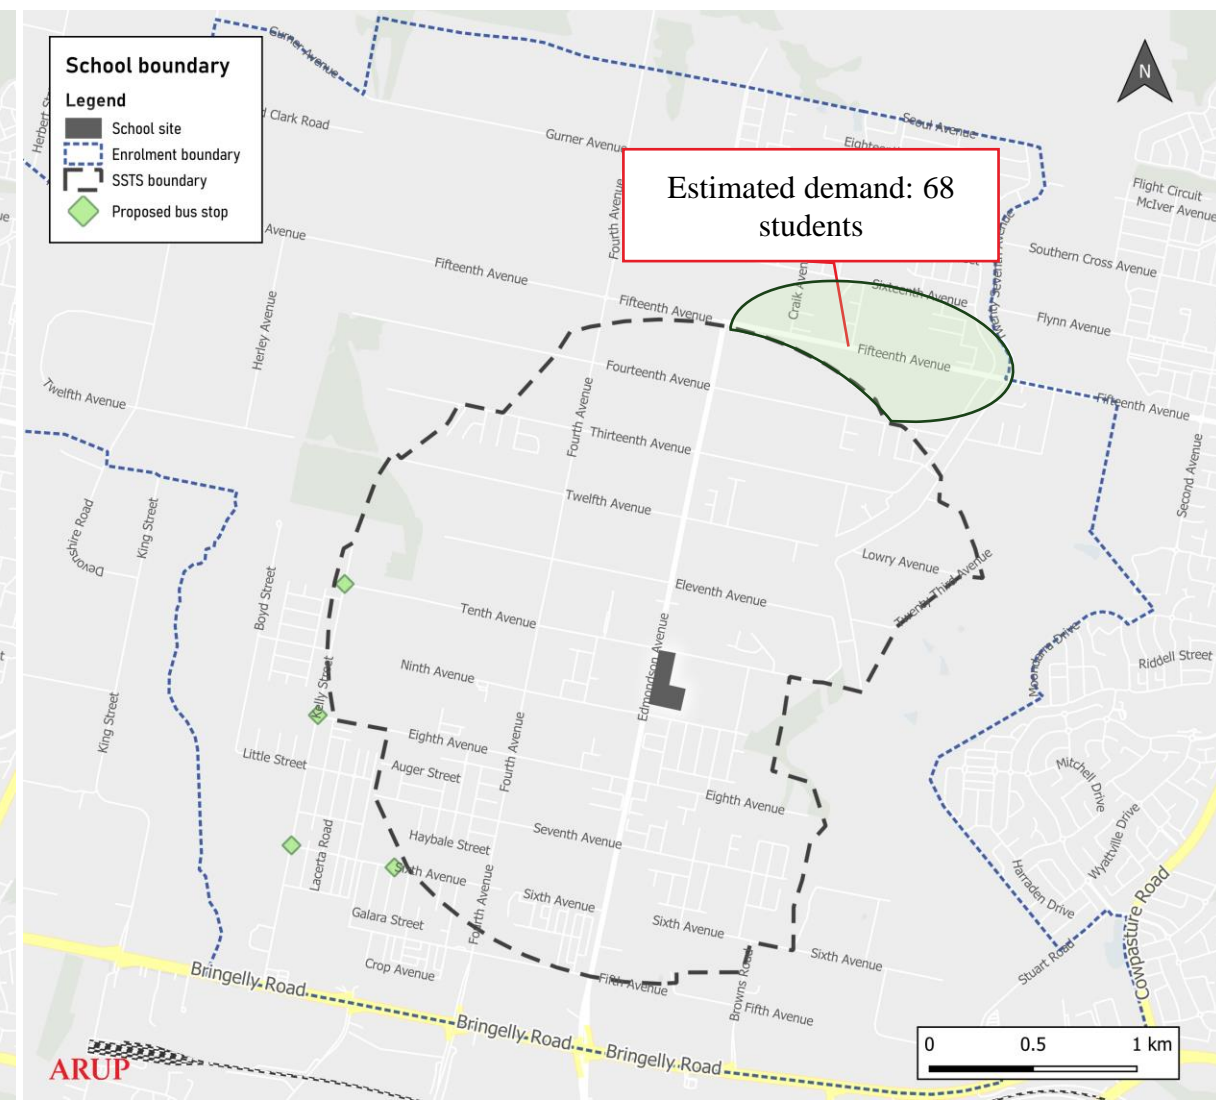 School boundary
Legend
School site
Enrolment boundary
SSTS boundary
Proposed bus stop
N
Estimated demand: 68
students
Gurner Avenue
Clark Road
Gurner Avenue
Seoul Avenue
Flight Circuit
McIver Avenue
Southern Cross Avenue
Flynn Avenue
Avenue
Fourth Avenue
Fifteenth Avenue
Fifteenth Avenue
Sixteenth Avenue
Fifteenth Avenue
Fifteenth Avenue
Herley Avenue
Twelfth Avenue
Fourteenth Avenue
Fourth Avenue
Thirteenth Avenue
Twelfth Avenue
Second Avenue
Devonshire Road
King Street
Boyd Street
Lowry Avenue
Twenty Third Avenue
Eleventh Avenue
Tenth Avenue
Edmondson Avenue
Moondarra Drive
Riddell Street
Ninth Avenue
Kelly Street
King Street
Fourth Avenue
Eighth Avenue
Little Street
Auger Street
Eighth Avenue
Mitchell Drive
Wyattville Drive
Seventh Avenue
Haybale Street
Lacerta Road
Sixth Avenue
Harraden Drive
Sixth Avenue
Fourth Avenue
Galara Street
Sixth Avenue
Sixth Avenue
Stuart Road
Cowpasture Road
Crop Avenue
Fifth Avenue
Browns Road
Fifth Avenue
Bringelly Road
Bringelly Road
Bringelly Road
0 0.5 1 km
ARUP